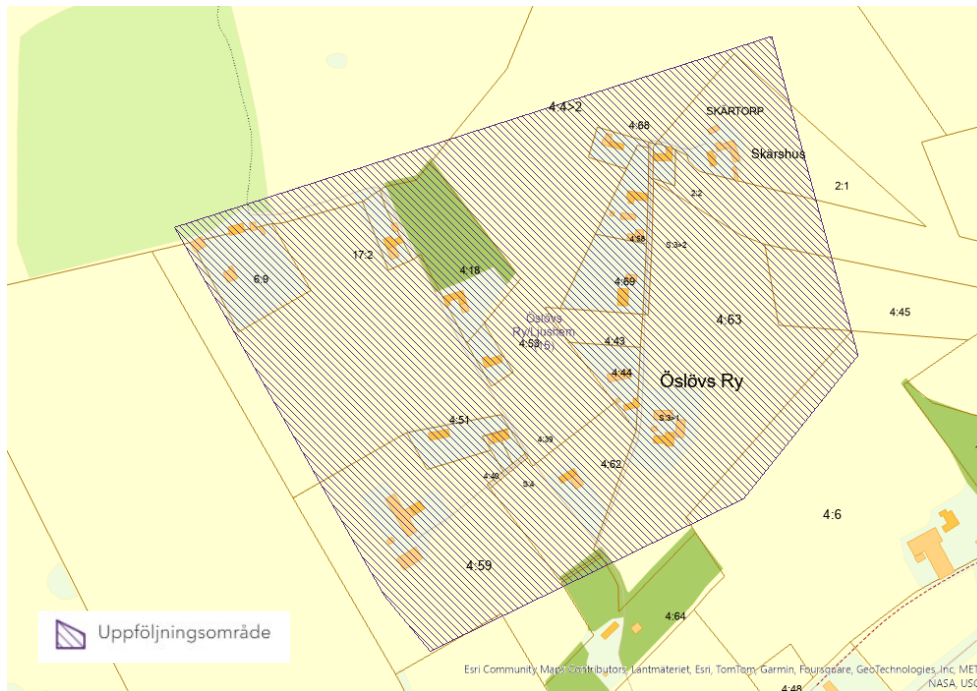 4:4>2
4:68
SKÄRTORP
Skärshus
2:1
2:2
4:58
S:3>2
17:2
6:9
4:18
4:69
Öslövs
Ry/Ljushem
(15)
4:53
4:63
4:45
4:43
4:44
Öslövs Ry
4:51
S:3>1
4:39
4:62
4:40
S:4
4:6
4:59
4:64
Uppföljningsområde
Esri Community Maps Contributors, Lantmäteriet, Esri, TomTom, Garmin, Foursquare, GeoTechnologies, Inc, MET
NASA, USG
4:48